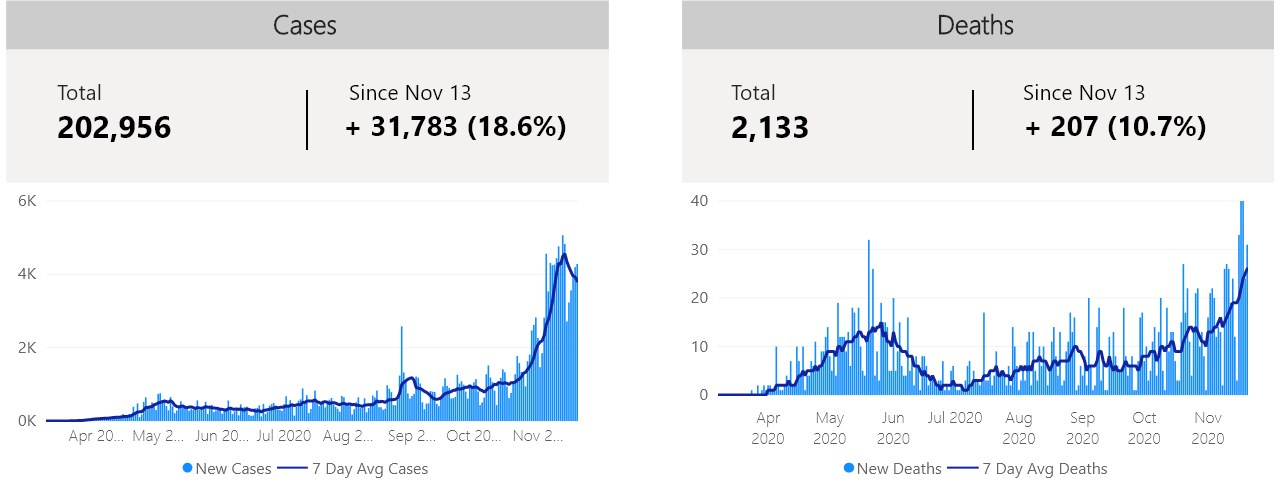 Cases
Total
Since Nov 13
202,956
+ 31,783 (18.6%)
6K
4K
2K
0K
Apr 20... May 2... Jun 20... Jul 2020 Aug 2... Sep 2... Oct 20... Nov 2...
New Cases 7 Day Avg Cases
Deaths
Total
Since Nov 13
2,133
+ 207 (10.7%)
40
30
20
10
0
Apr May Jun Jul 2020 Aug Sep Oct Nov
2020 2020 2020 2020 2020 2020 2020
New Deaths 7 Day Avg Deaths